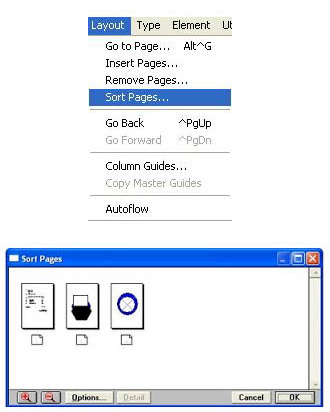 Layout Type Element Ut
Go to Page... Alt^G
Insert Pages...
Remove Pages...
Sort Pages...
Go Back ^PgUp
Go Forward ^PgDn
Column Guides...
Copy Master Guides
Autoflow
Sort Pages
Options... Detail Cancel OK